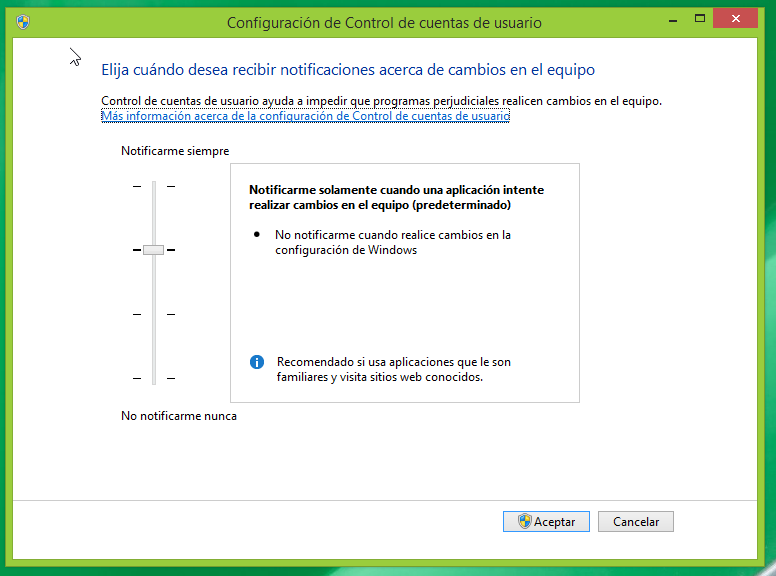 Configuración de Control de cuentas de usuario
Elija cuándo desea recibir notificaciones acerca de cambios en el equipo
Control de cuentas de usuario ayuda a impedir que programas perjudiciales realicen cambios en el equipo.
Más información acerca de la configuración de Control de cuentas de usuario
Notificarme siempre
Notificarme solamente cuando una aplicación intente
realizar cambios en el equipo (predeterminado)
No notificarme cuando realice cambios en la
configuración de Windows
Recomendado si usa aplicaciones que le son
familiares y visita sitios web conocidos.
No notificarme nunca
Aceptar
Cancelar